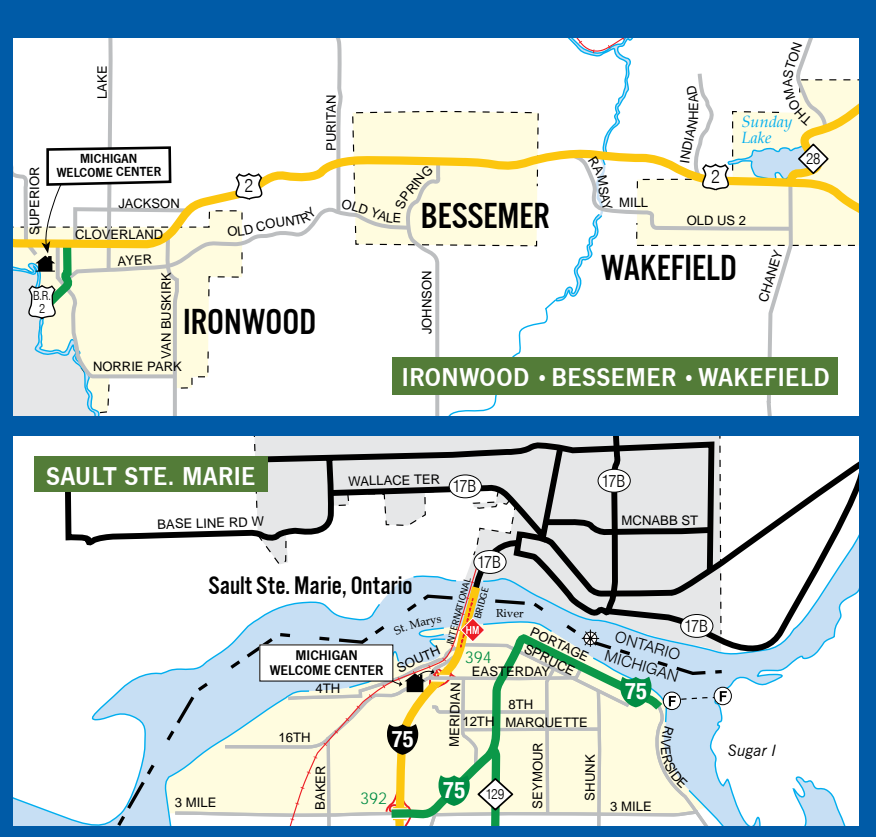 LAKE
PURITAN
THOMASTON
INDIANHEAD
Sunday
Lake
28
MICHIGAN
WELCOME CENTER
SUPERIOR
2
2
SPRING
RAMSAY
JACKSON
MILL
OLD YALE
BESSEMER
OLD COUNTRY
OLD US 2
CLOVERLAND
AYER
WAKEFIELD
CHANEY
B.R.
2
VAN BUSKIRK
IRONWOOD
JOHNSON
NORRIE PARK
IRONWOOD • BESSEMER • WAKEFIELD
SAULT STE. MARIE
WALLACE TER
17B
17B
BASE LINE RD W
MCNABB ST
17B
Sault Ste. Marie, Ontario
INTERNATIONAL
BRIDGE
St. Marys
River
HM
17B
ONTARIO
MICHIGAN
PORTAGE
SPRUCE
MICHIGAN
WELCOME CENTER
SOUTH
394
EASTERDAY
4TH
75
F
F
8TH
MERIDIAN
12TH
MARQUETTE
16TH
75
Sugar I
RIVERSIDE
BAKER
SEYMOUR
SHUNK
75
129
392
3 MILE
3 MILE